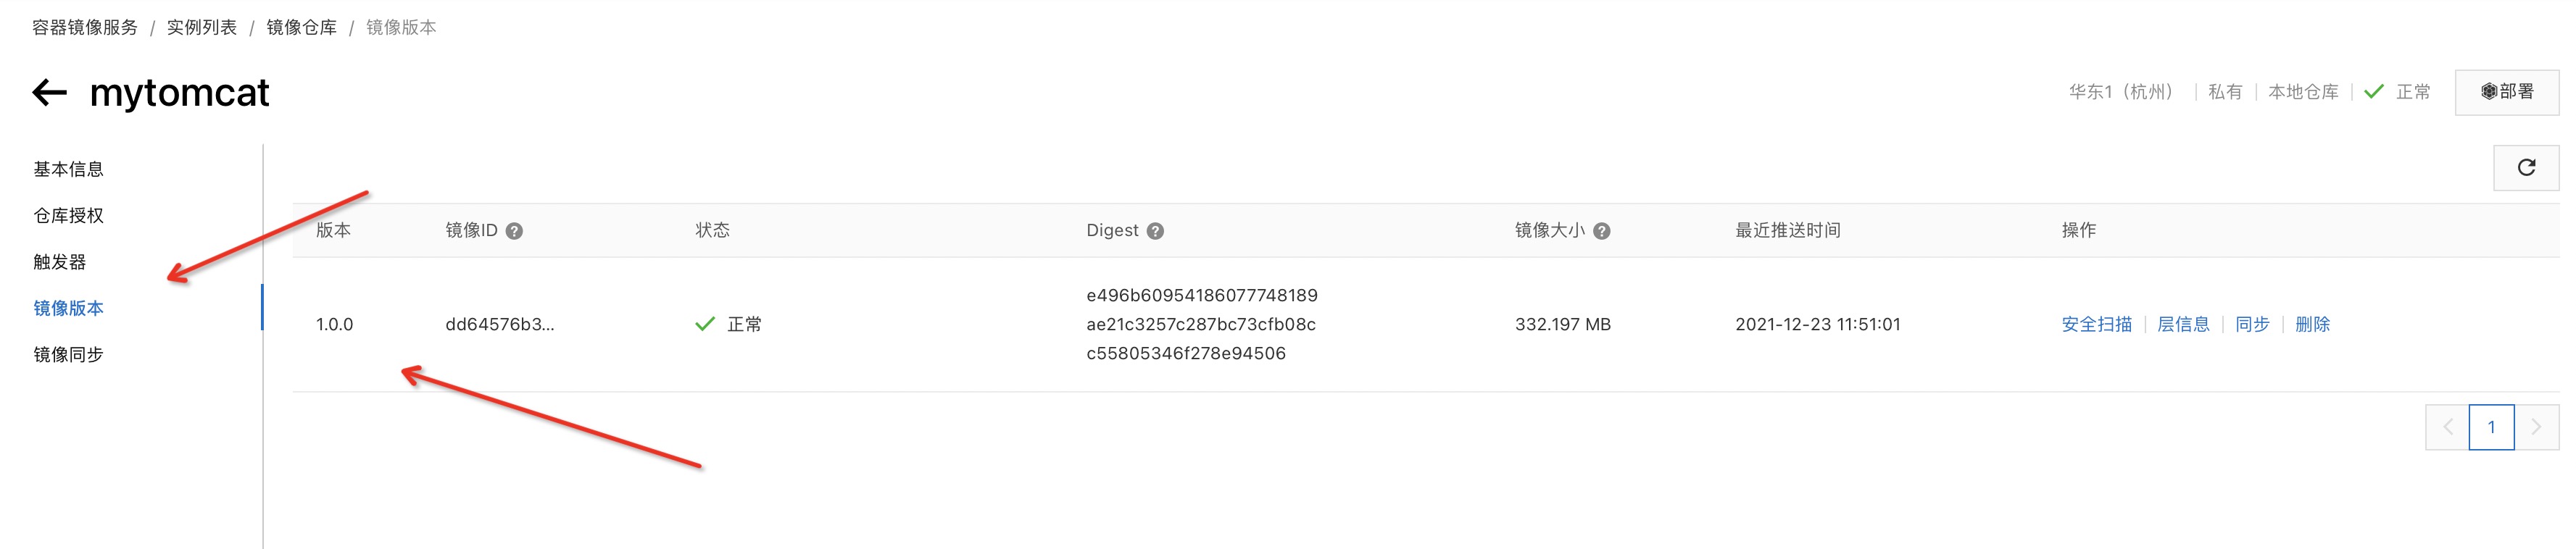 容器镜像服务 / 实例列表 / 镜像仓库 / 镜像版本
mytomcat
华东1（杭州） | 私有 | 本地仓库 | 正常
部署
基本信息
仓库授权
触发器
镜像版本
镜像同步
版本 镜像ID 状态 Digest 镜像大小 最近推送时间 操作
1.0.0 dd64576b3... 正常 e496b60954186077748189
ae21c3257c287bc73cfb08c
c55805346f278e94506
332.197 MB 2021-12-23 11:51:01 安全扫描 | 层信息 | 同步 | 删除
1